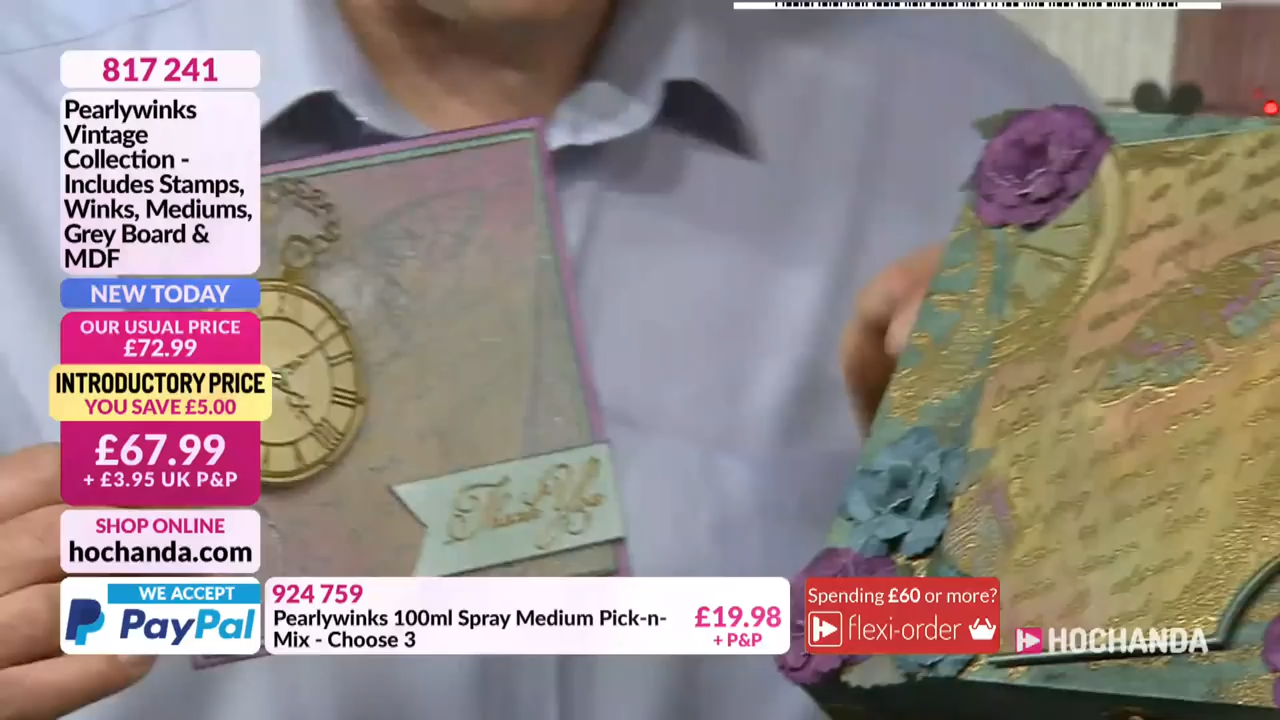 817 241
Pearlywinks
Vintage
Collection -
Includes Stamps,
Winks, Mediums,
Grey Board &
MDF
NEW TODAY
OUR USUAL PRICE
£72.99
INTRODUCTORY PRICE
YOU SAVE £5.00
£67.99
+ £3.95 UK P&P
SHOP ONLINE
hochanda.com
WE ACCEPT
PayPal
924 759
Pearlywinks 100ml Spray Medium Pick-n-
Mix - Choose 3
£19.98
+ P&P
Spending £60 or more?
flexi-order
HOCHANDA
Thank You